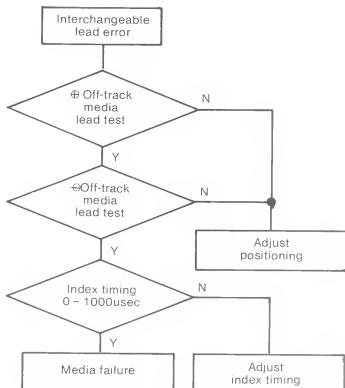 Interchangeable
lead error
⊕ Off-track
media
lead test
N
Y
⊖Off-track
media
lead test
N
Y
Adjust
positioning
Index timing
0 – 1000usec
N
Y
Media failure
Adjust
index timing